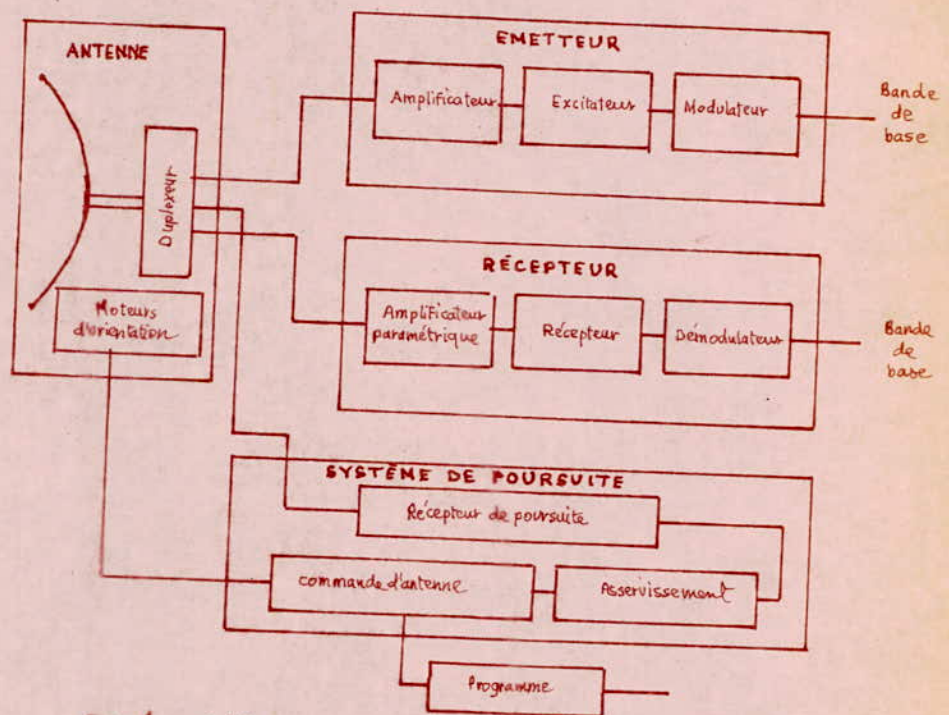 ANTENNE
Duplexeur
Moteurs
d'orientation
EMETTEUR
Amplificateur
Excitateur
Modulateur
Bande
de
base
RÉCEPTEUR
Amplificateur
paramétrique
Récepteur
Démodulateur
Bande
de
base
SYSTÈME DE POURSUITE
Récepteur de poursuite
commande d'antenne
Asservissement
Programme